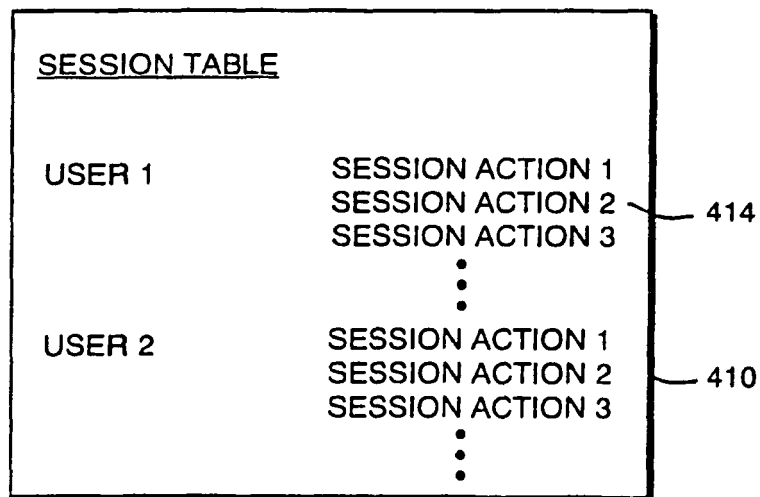 SESSION TABLE
USER 1 SESSION ACTION 1
SESSION ACTION 2 414
SESSION ACTION 3
USER 2 SESSION ACTION 1
SESSION ACTION 2 410
SESSION ACTION 3